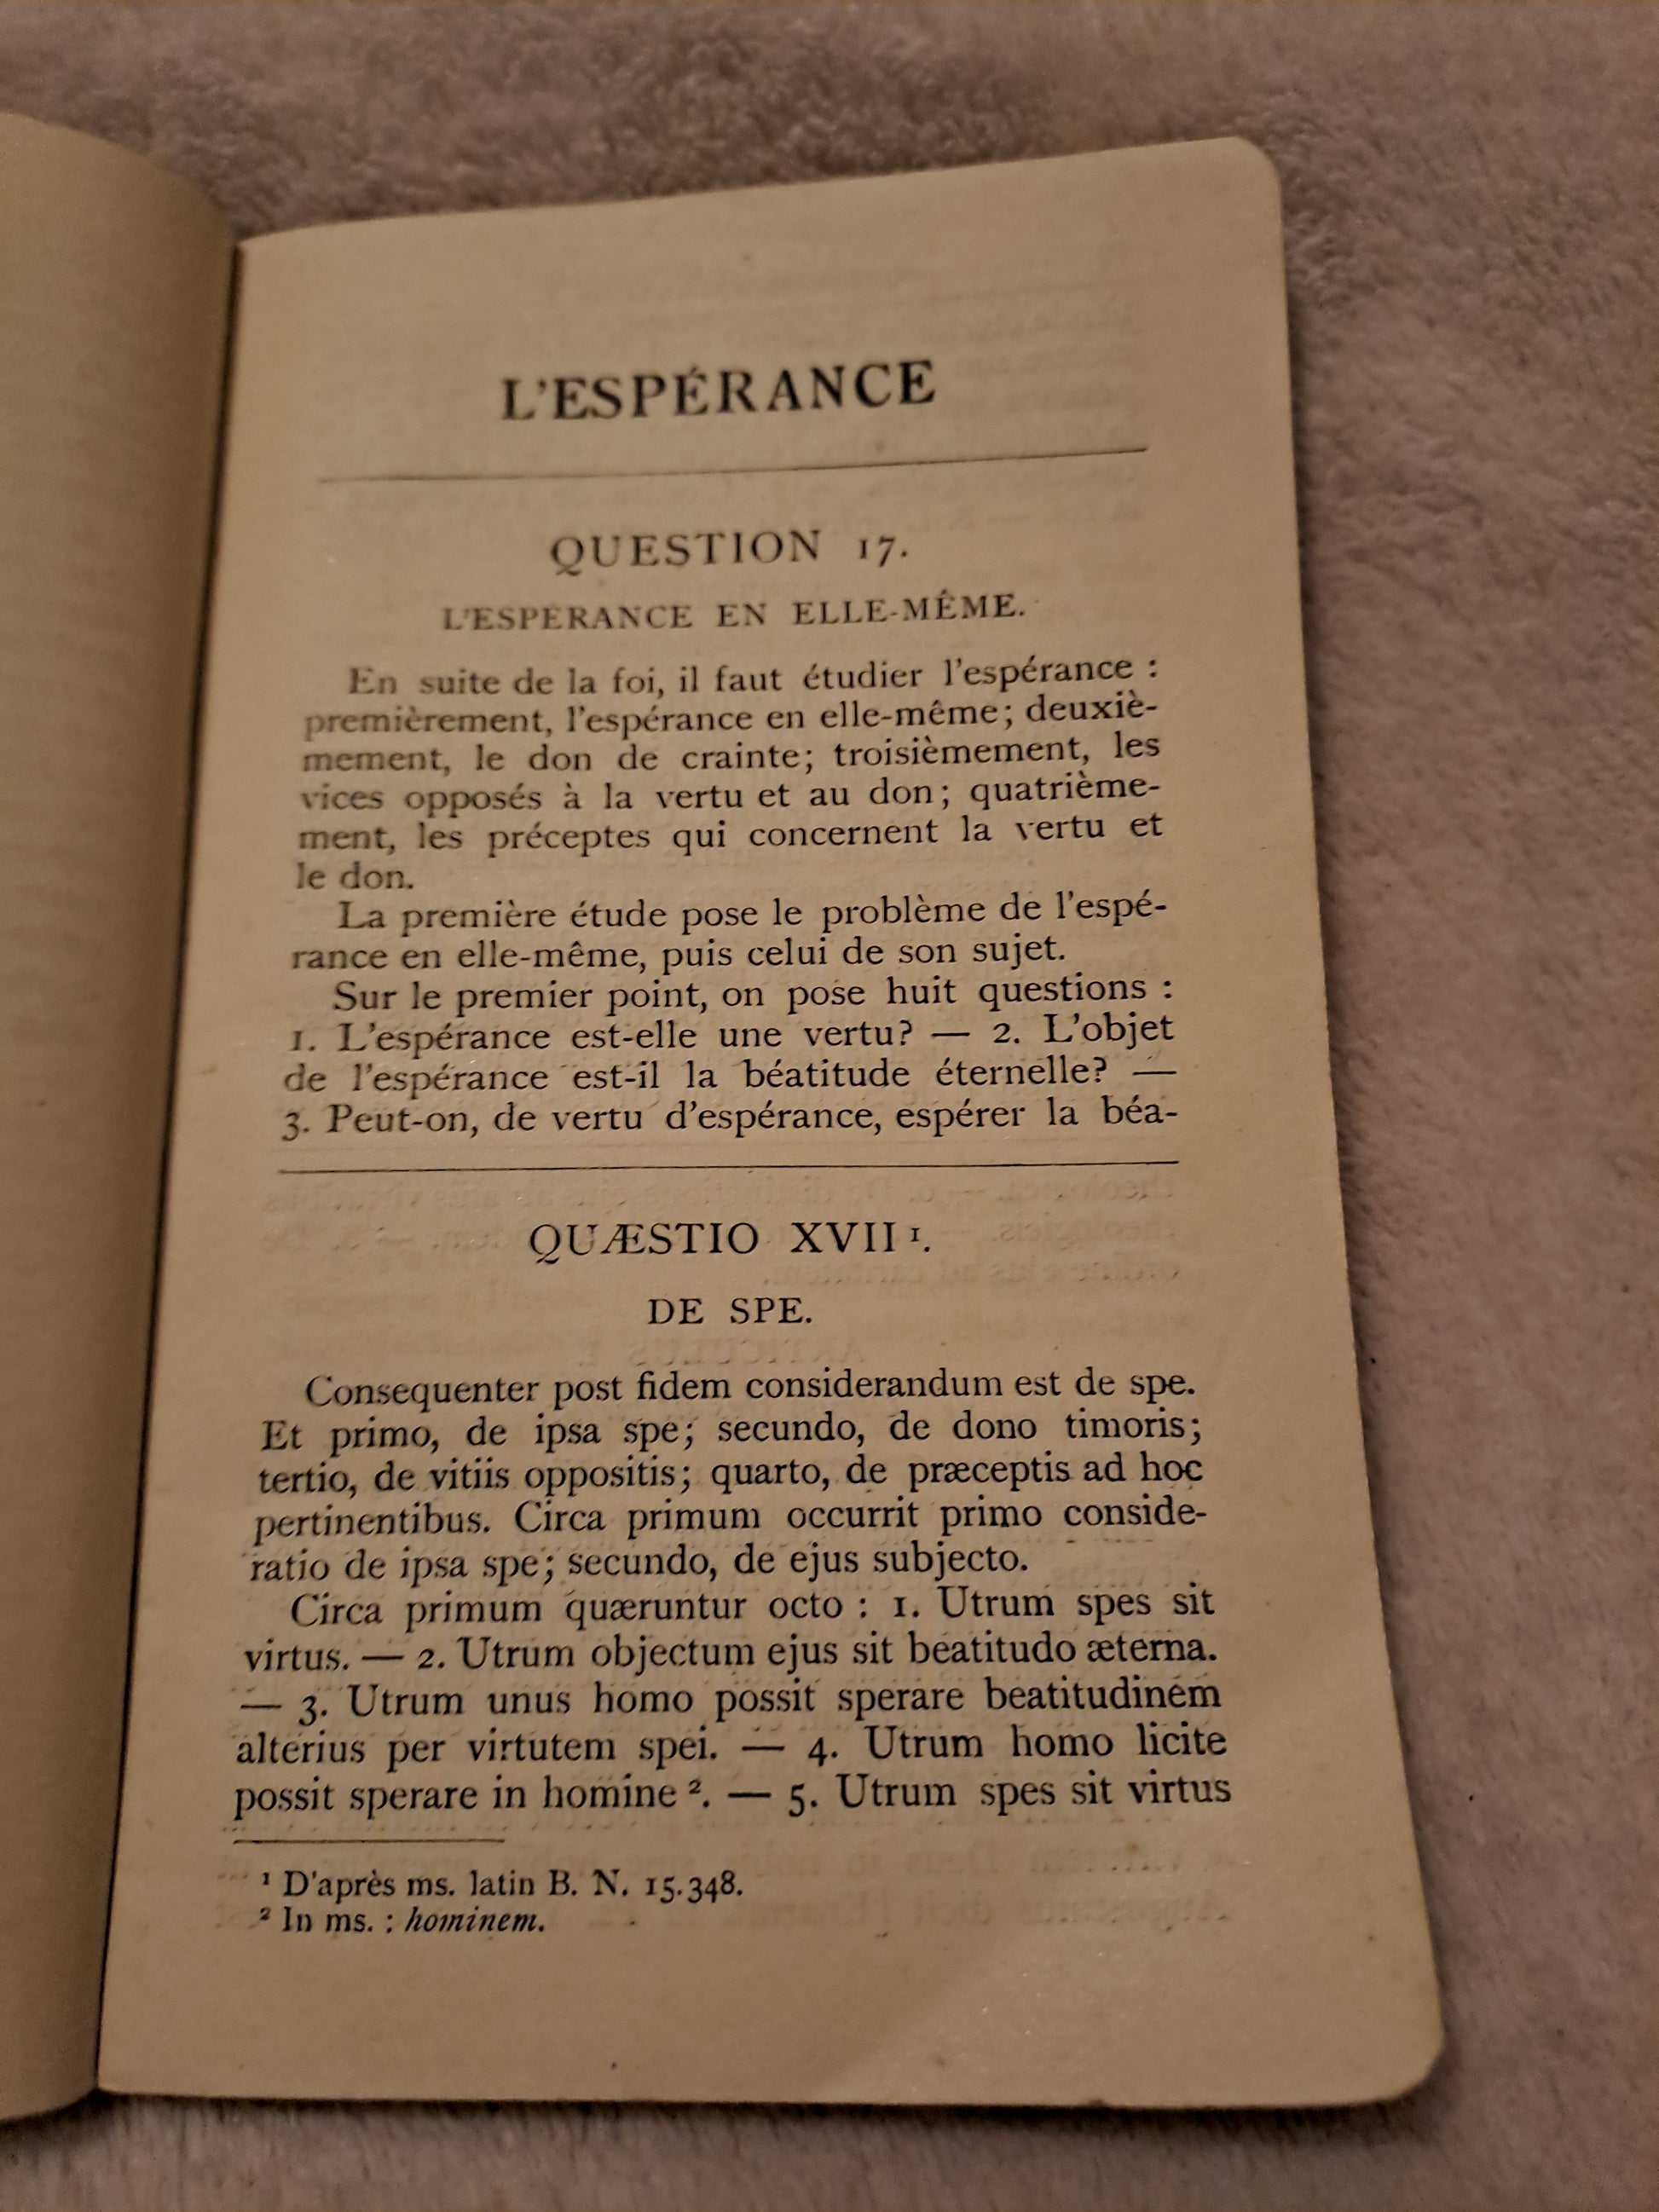 L'ESPÉRANCE
QUESTION 17.
L'ESPÉRANCE EN ELLE-MÊME.
En suite de la foi, il faut étudier l'espérance :
premièrement, l'espérance en elle-même; deuxiè-
mement, le don de crainte; troisièmement, les
vices opposés à la vertu et au don; quatrième-
ment, les préceptes qui concernent la vertu et
le don.
La première étude pose le problème de l'espé-
rance en elle-même, puis celui de son sujet.
Sur le premier point, on pose huit questions :
1. L'espérance est-elle une vertu? — 2. L'objet
de l'espérance est-il la béatitude éternelle? —
3. Peut-on, de vertu d'espérance, espérer la béa-
QUÆSTIO XVII ¹.
DE SPE.
Consequenter post fidem considerandum est de spe.
Et primo, de ipsa spe; secundo, de dono timoris;
tertio, de vitiis oppositis; quarto, de præceptis ad hoc
pertinentibus. Circa primum occurrit primo conside-
ratio de ipsa spe; secundo, de ejus subjecto.
Circa primum quæruntur octo : 1. Utrum spes sit
virtus. — 2. Utrum objectum ejus sit beatitudo æterna.
— 3. Utrum unus homo possit sperare beatitudinem
alterius per virtutem spei. — 4. Utrum homo licite
possit sperare in homine ². — 5. Utrum spes sit virtus
¹ D'après ms. latin B. N. 15.348.
² In ms. : hominem.